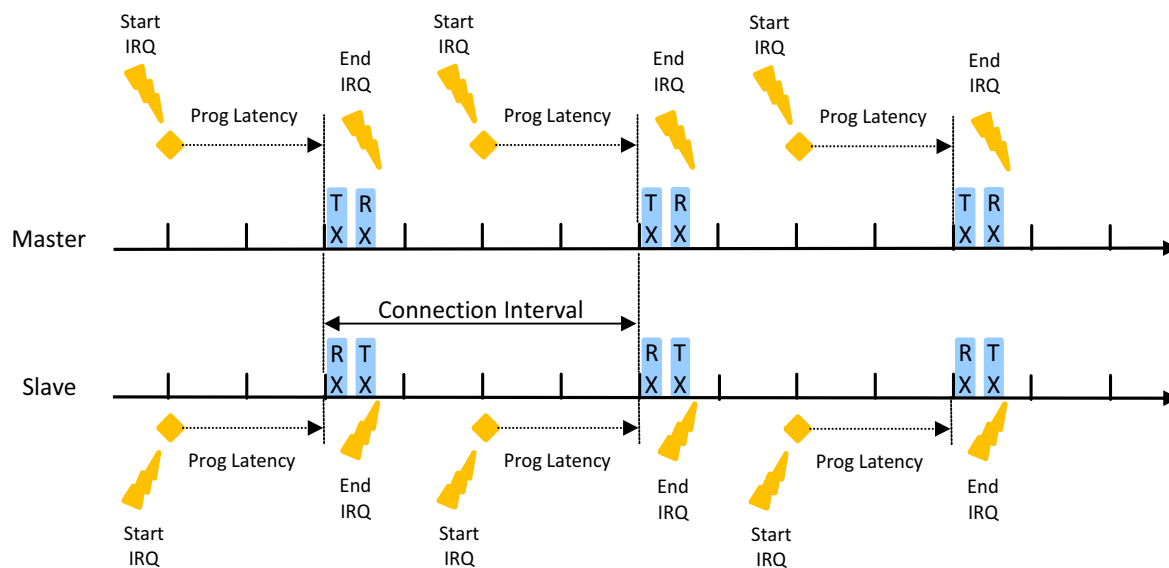 Start
IRQ
Start
IRQ
Start
IRQ
End
IRQ
End
IRQ
End
IRQ
Prog Latency
Prog Latency
Prog Latency
T
X
R
X
T
X
R
X
T
X
R
X
Master
Connection Interval
R
X
T
X
R
X
T
X
R
X
T
X
Slave
Prog Latency
Prog Latency
Prog Latency
End
IRQ
End
IRQ
End
IRQ
Start
IRQ
Start
IRQ
Start
IRQ